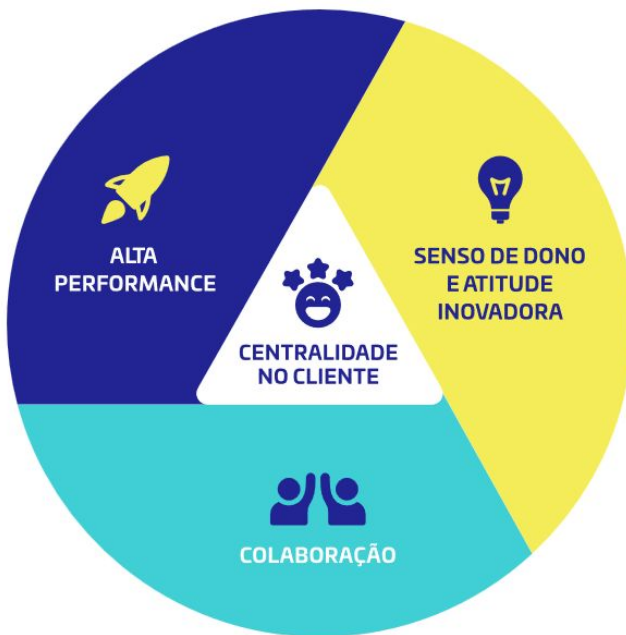 ALTA
PERFORMANCE
SENSO DE DONO
E ATITUDE
INOVADORA
CENTRALIDADE
NO CLIENTE
COLABORAÇÃO